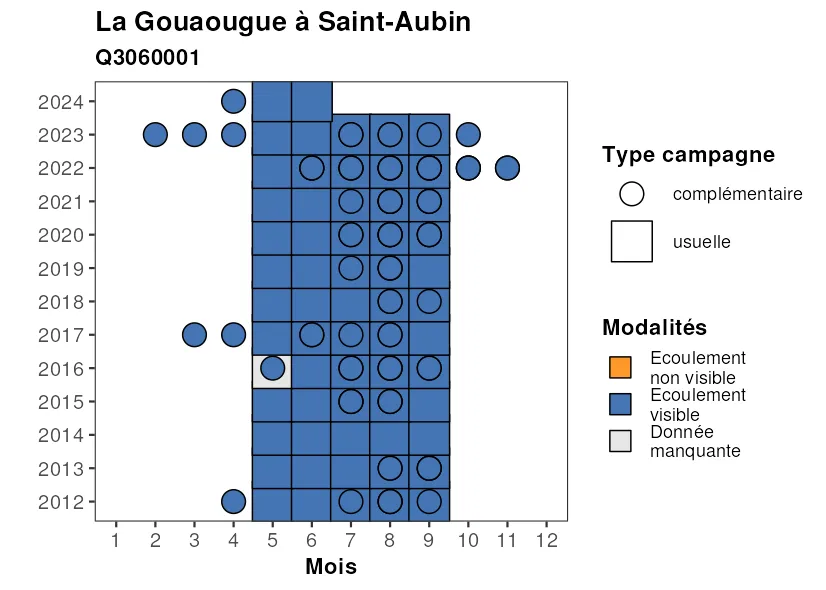 La Gouaougue à Saint-Aubin
Q3060001
2024
2023
2022
2021
2020
2019
2018
2017
2016
2015
2014
2013
2012
1 2 3 4 5 6 7 8 9 10 11 12
Mois
Type campagne
complémentaire
usuelle
Modalités
Ecoulement
non visible
Ecoulement
visible
Donnée
manquante